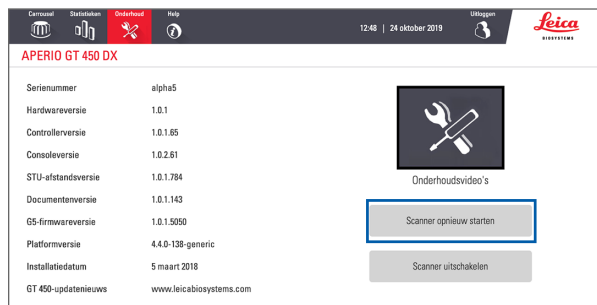 Carrousel Statistieken Onderhoud Help
12:48 | 24 oktober 2019
Uitloggen
Leica
BIOSYSTEMS
APERIO GT 450 DX
Serienummer alpha5
Hardwareversie 1.0.1
Controllerversie 1.0.1.65
Consoleversie 1.0.2.61
STU-afstandsversie 1.0.1.784
Documentenversie 1.0.1.143
G5-firmwareversie 1.0.1.5050
Platformversie 4.4.0-138-generic
Installatiedatum 5 maart 2018
GT 450-updatenieuws www.leicabiosystems.com
Onderhoudsvideo's
Scanner opnieuw starten
Scanner uitschakelen